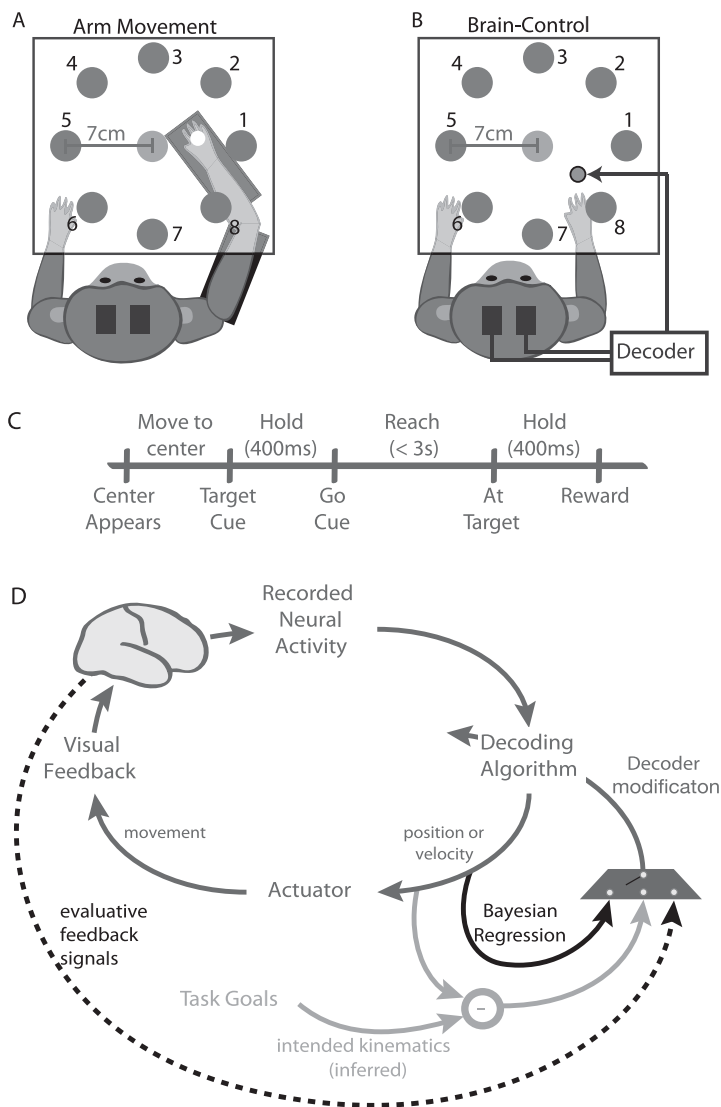 A
Arm Movement
3
4
2
5
7cm
1
6
7
8
B
Brain-Control
3
4
2
5
7cm
1
6
7
8
Decoder
C
Move to
center
Hold
(400ms)
Reach
(< 3s)
Hold
(400ms)
Center
Appears
Target
Cue
Go
Cue
At
Target
Reward
D
Recorded
Neural
Activity
Visual
Feedback
Decoding
Algorithm
Decoder
modificaton
movement
position or
velocity
Actuator
evaluative
feedback
signals
Bayesian
Regression
Task Goals
-
intended kinematics
(inferred)